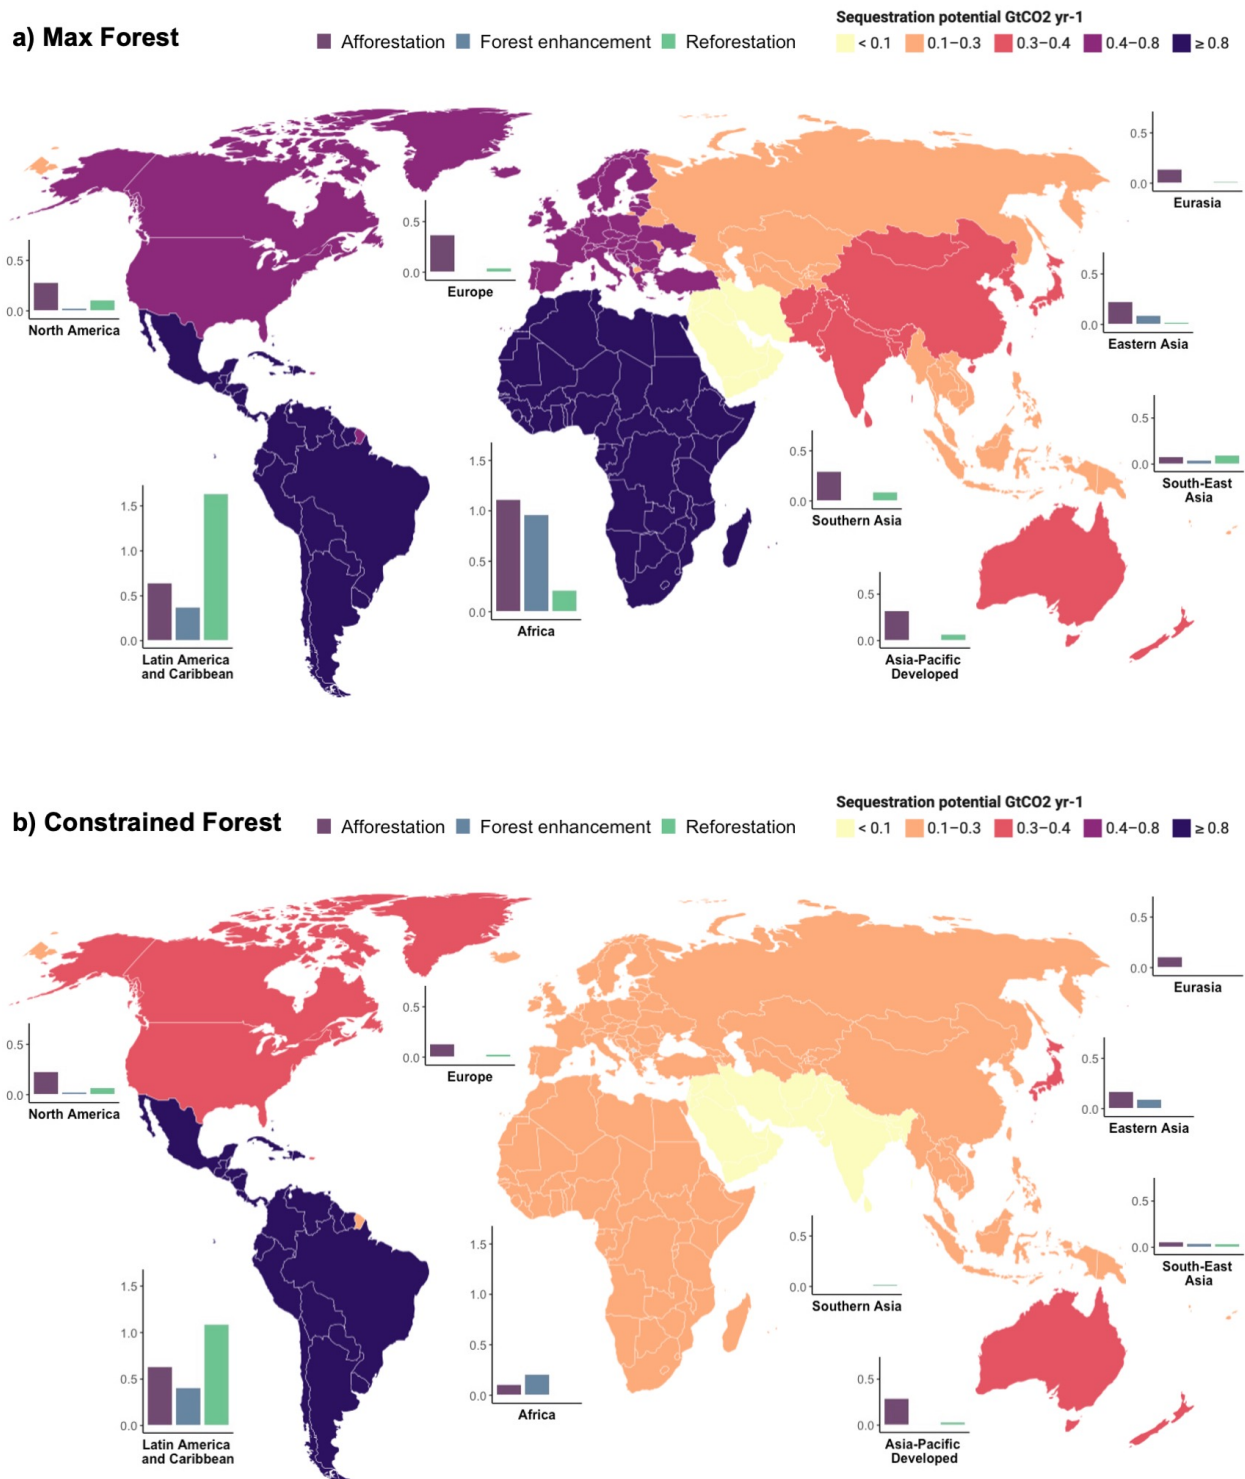 a) Max Forest
Afforestation Forest enhancement Reforestation
Sequestration potential GtCO2 yr-1
< 0.1 0.1–0.3 0.3–0.4 0.4–0.8 ≥ 0.8
0.5
0.0
Eurasia
0.5
0.0
Europe
0.5
0.0
North America
0.5
0.0
Eastern Asia
0.5
0.0
South-East
Asia
0.5
0.0
Southern Asia
1.5
1.0
0.5
0.0
Africa
1.5
1.0
0.5
0.0
Latin America
and Caribbean
0.5
0.0
Asia-Pacific
Developed
b) Constrained Forest
Afforestation Forest enhancement Reforestation
Sequestration potential GtCO2 yr-1
< 0.1 0.1–0.3 0.3–0.4 0.4–0.8 ≥ 0.8
0.5
0.0
Eurasia
0.5
0.0
Europe
0.5
0.0
North America
0.5
0.0
Eastern Asia
0.5
0.0
South-East
Asia
0.5
0.0
Southern Asia
1.5
1.0
0.5
0.0
Africa
1.5
1.0
0.5
0.0
Latin America
and Caribbean
0.5
0.0
Asia-Pacific
Developed